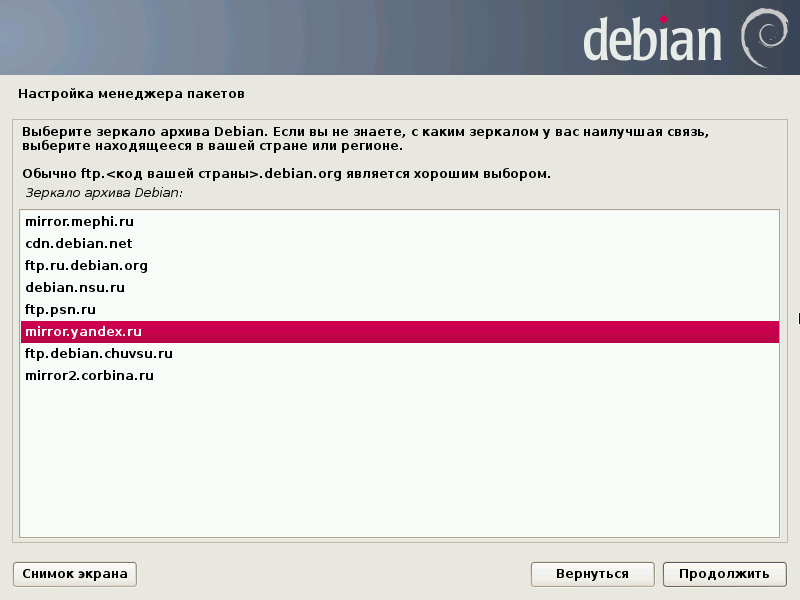 debian
Настройка менеджера пакетов
Выберите зеркало архива Debian. Если вы не знаете, с каким зеркалом у вас наилучшая связь,
выберите находящееся в вашей стране или регионе.
Обычно ftp.<код вашей страны>.debian.org является хорошим выбором.
Зеркало архива Debian:
mirror.mephi.ru
cdn.debian.net
ftp.ru.debian.org
debian.nsu.ru
ftp.psn.ru
mirror.yandex.ru
ftp.debian.chuvsu.ru
mirror2.corbina.ru
Снимок экрана
Вернуться
Продолжить